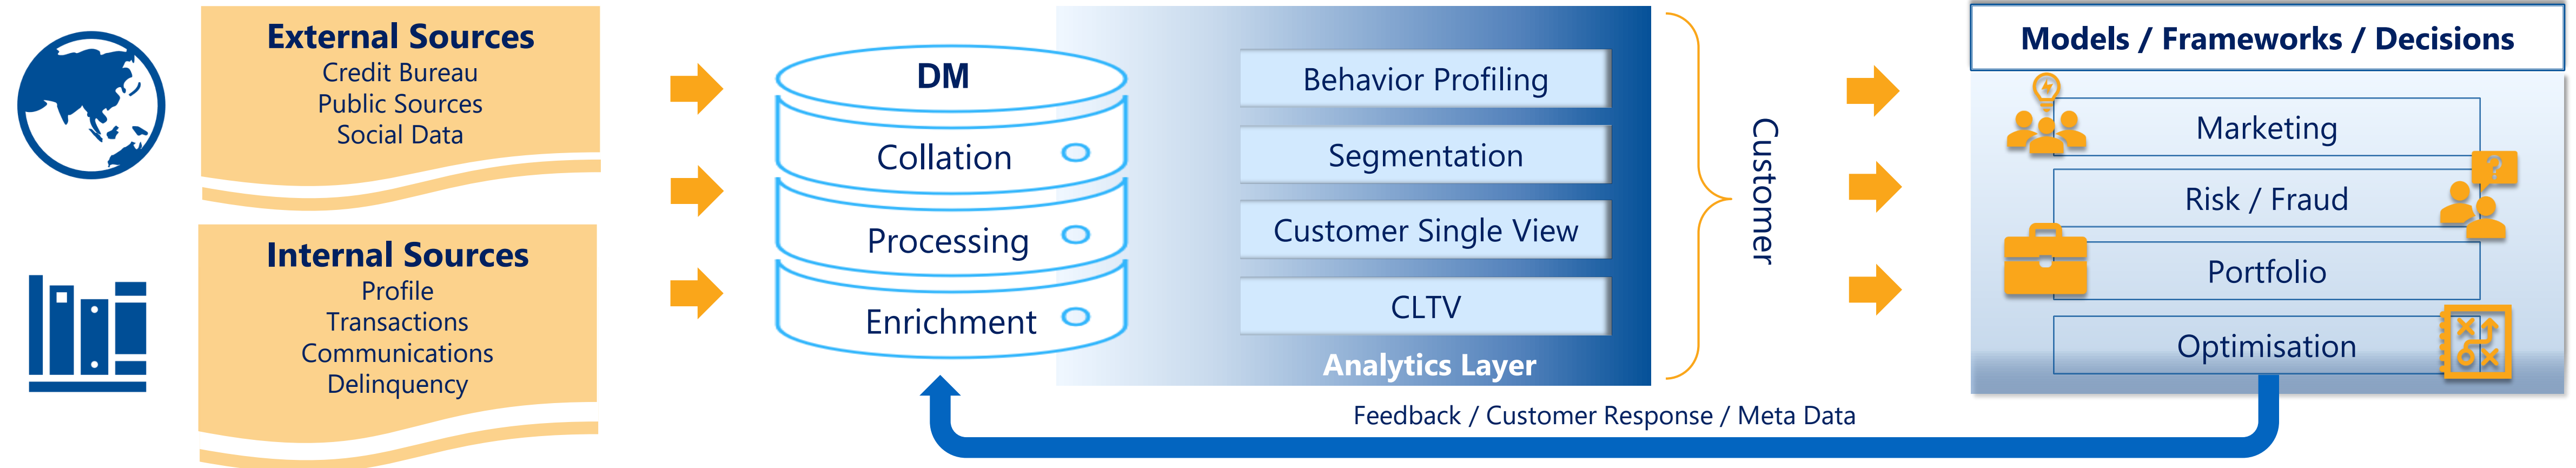 External Sources
Credit Bureau
Public Sources
Social Data
Internal Sources
Profile
Transactions
Communications
Delinquency
DM
Collation
Processing
Enrichment
Behavior Profiling
Segmentation
Customer Single View
CLTV
Analytics Layer
Customer
Models / Frameworks / Decisions
Marketing
Risk / Fraud
Portfolio
Optimisation
Feedback / Customer Response / Meta Data